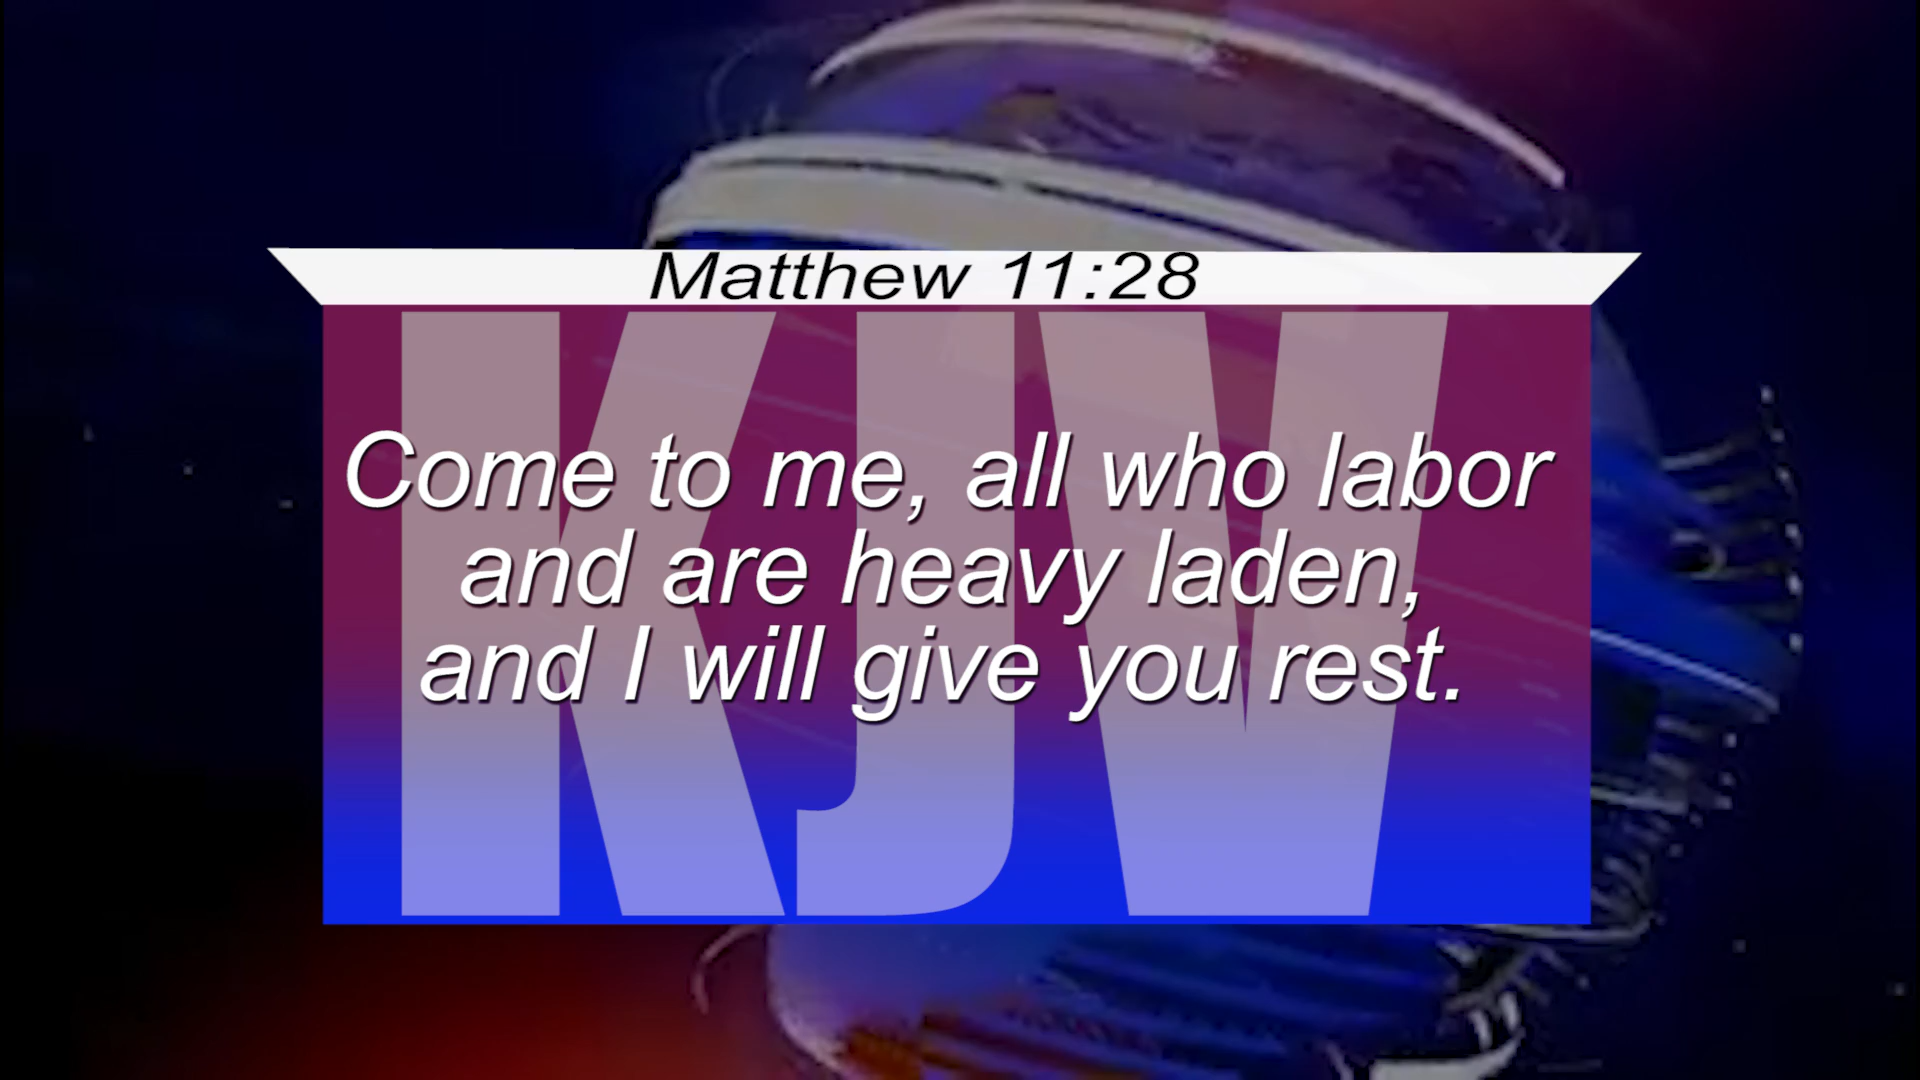 Matthew 11:28
KJV
Come to me, all who labor
and are heavy laden,
and I will give you rest.